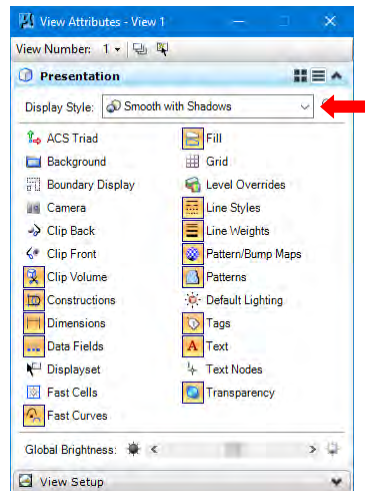 View Attributes - View 1
View Number: 1
Presentation
Display Style: Smooth with Shadows
ACS Triad
Background
Boundary Display
Camera
Clip Back
Clip Front
Clip Volume
Constructions
Dimensions
Data Fields
Displayset
Fast Cells
Fast Curves
Fill
Grid
Level Overrides
Line Styles
Line Weights
Pattern/Bump Maps
Patterns
Default Lighting
Tags
A Text
Text Nodes
Transparency
Global Brightness:
View Setup